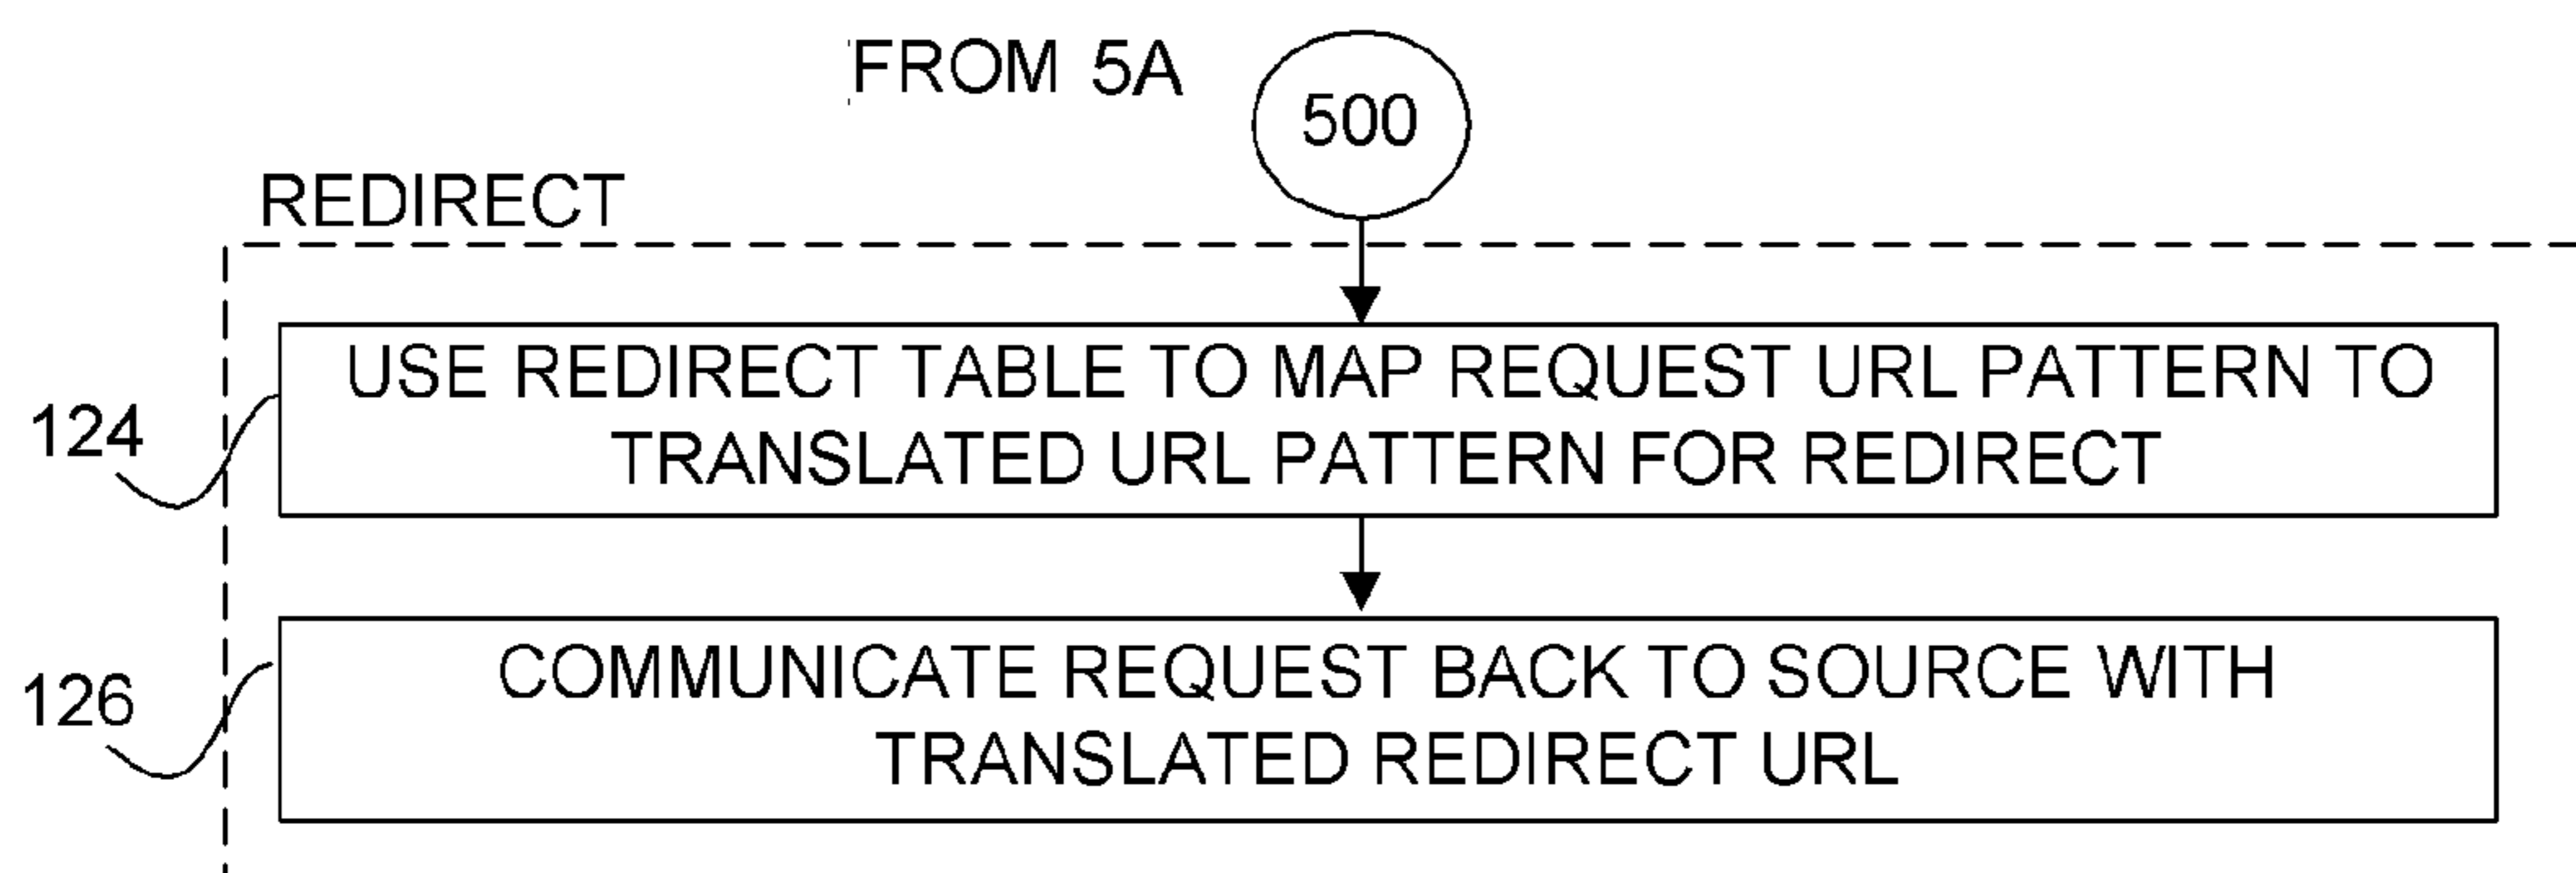 FROM 5A
500
REDIRECT
124
USE REDIRECT TABLE TO MAP REQUEST URL PATTERN TO
TRANSLATED URL PATTERN FOR REDIRECT
126
COMMUNICATE REQUEST BACK TO SOURCE WITH
TRANSLATED REDIRECT URL